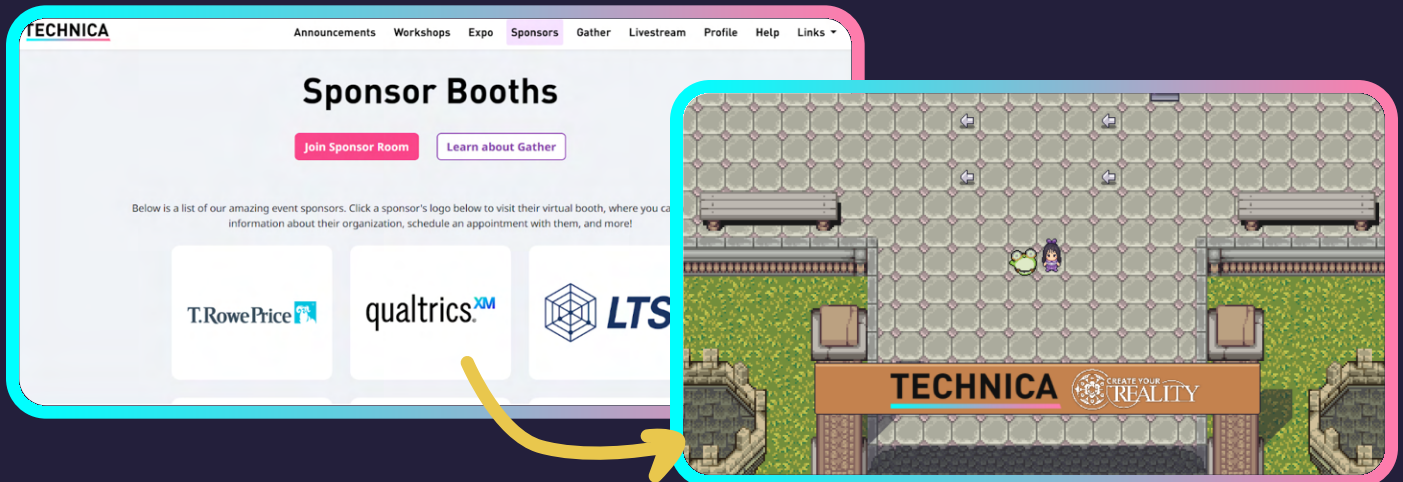 TECHNICA
Announcements Workshops Expo Sponsors Gather Livestream Profile Help Links
Sponsor Booths
Join Sponsor Room Learn about Gather
Below is a list of our amazing event sponsors. Click a sponsor's logo below to visit their virtual booth, where you ca
information about their organization, schedule an appointment with them, and more!
T.RowePrice qualtrics.XM LTS
TECHNICA CREATE YOUR
REALITY